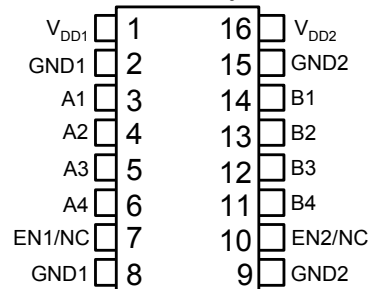 VDD1 1 16 VDD2
GND1 2 15 GND2
A1 3 14 B1
A2 4 13 B2
A3 5 12 B3
A4 6 11 B4
EN1/NC 7 10 EN2/NC
GND1 8 9 GND2